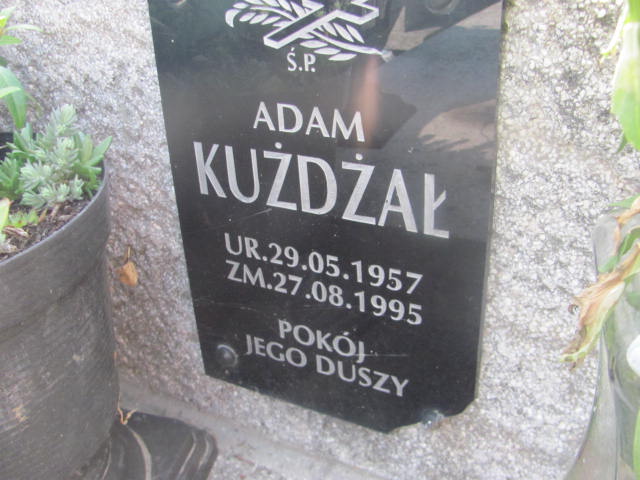 Ś.P.
ADAM
KUŻDŻAŁ
UR.29.05.1957
ZM.27.08.1995
POKÓJ
JEGO DUSZY